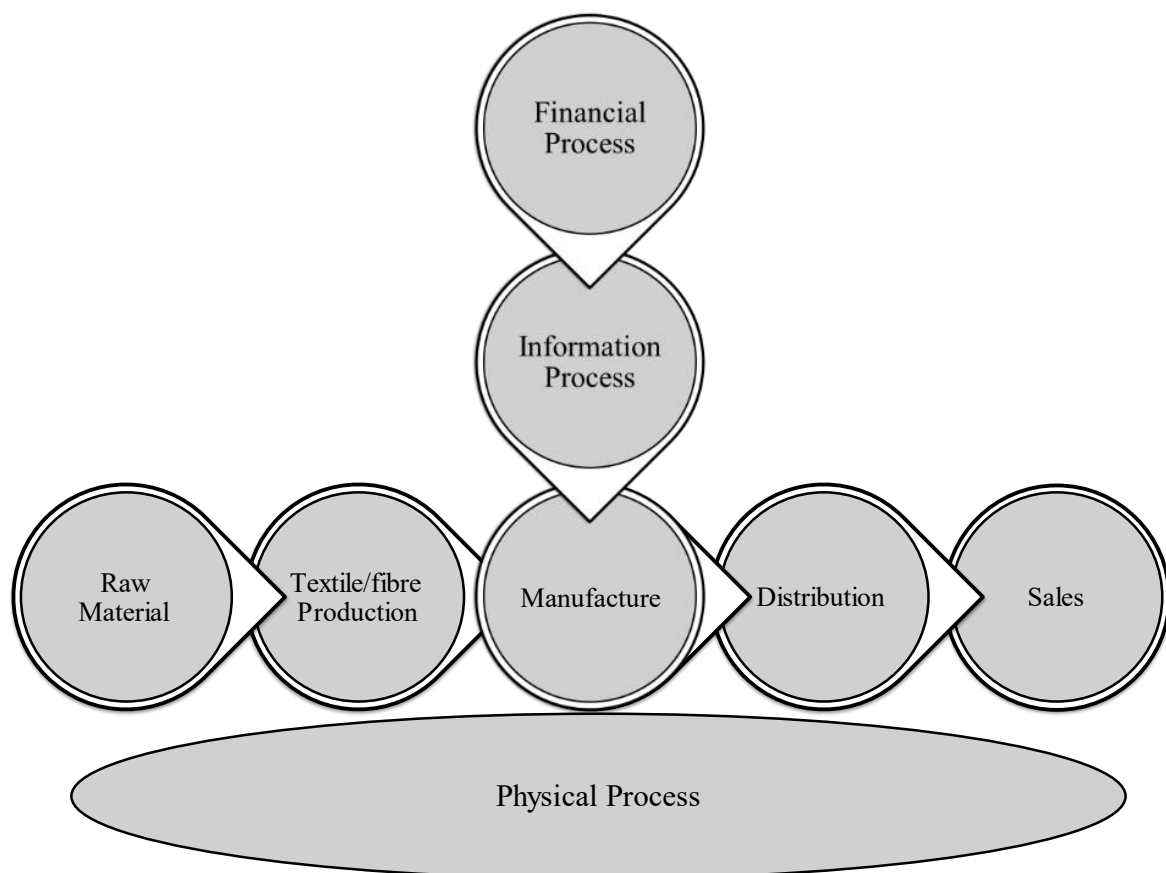 Financial
Process
Information
Process
Raw
Material
Textile/fibre
Production
Manufacture
Distribution
Sales
Physical Process